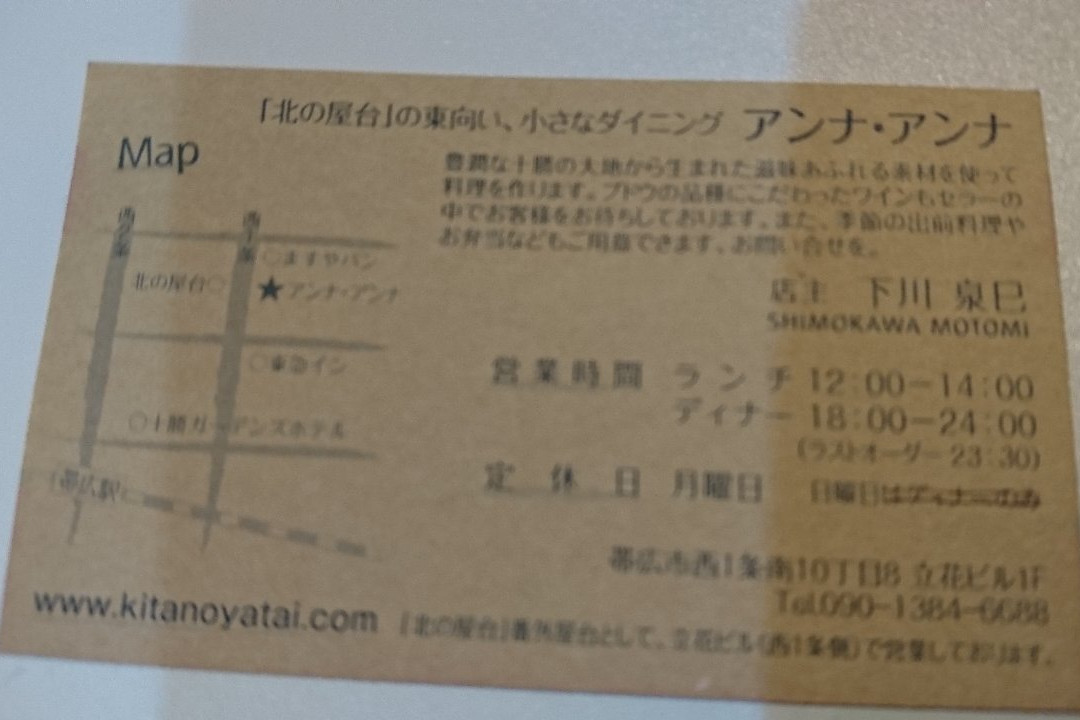 「北の屋台」の東向い、小さなダイニング アンナ・アンナ
豊潤な十勝の大地から生まれた滋味あふれる素材を使って
料理を作ります。ブドウの品種にこだわったワインもセラーの
中でお客様をお待ちしております。また、季節の出前料理や
お弁当などもご用意できます、お問い合せを。
店主 下川 泉巳
SHIMOKAWA MOTOMI
営業時間 ランチ 12:00−14:00
ディナー 18:00−24:00
(ラストオーダー 23:30)
定休日 月曜日 日曜日はディナーのみ
帯広市西1条南10丁目8 立花ビル1F
Tel.090-1384-6688
Map
西2条
西1条
○ますやパン
北の屋台○
★アンナ・アンナ
○東急イン
○十勝ガーデンズホテル
帯広駅
www.kitanoyatai.com
「北の屋台」番外屋台として、立花ビル(西1条側)で営業しております。